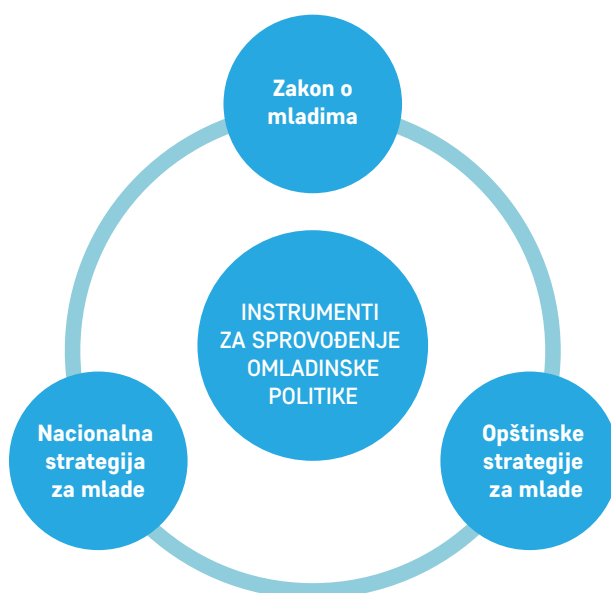 Zakon o
mladima
INSTRUMENTI
ZA SPROVOĐENJE
OMLADINSKE
POLITIKE
Nacionalna
strategija
za mlade
Opštinske
strategije
za mlade